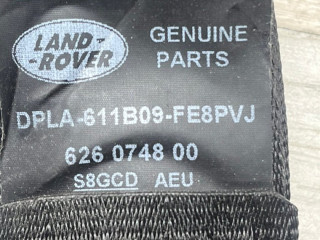 LAND-
-ROVER
GENUINE
PARTS
DPLA-611B09-FE8PVJ
626 0748 00
S8GCD AEU